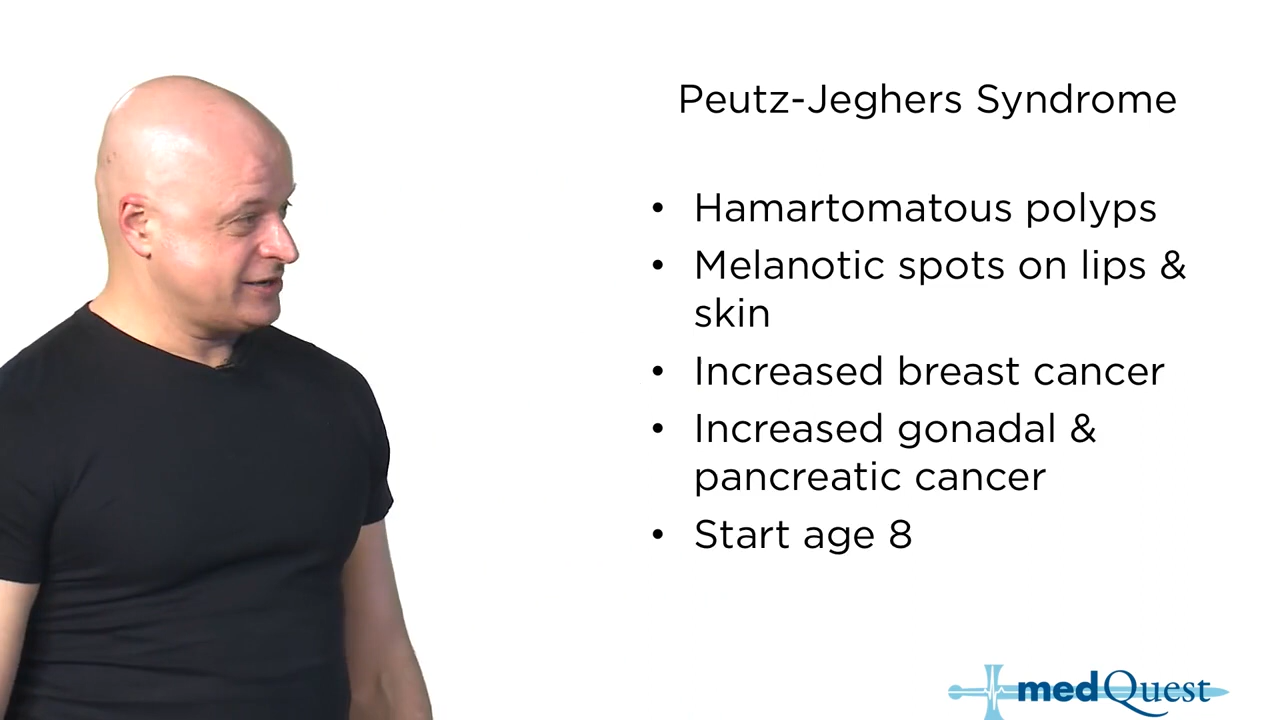 Peutz-Jeghers Syndrome
• Hamartomatous polyps
• Melanotic spots on lips &
skin
• Increased breast cancer
• Increased gonadal &
pancreatic cancer
• Start age 8
medQuest